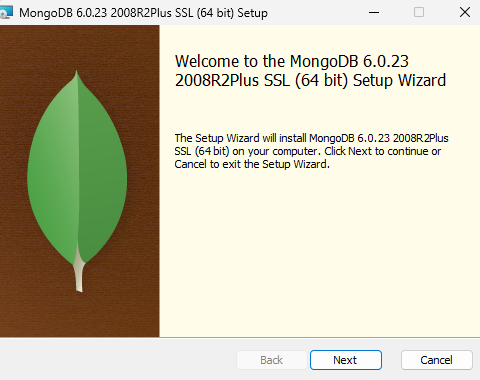 MongoDB 6.0.23 2008R2Plus SSL (64 bit) Setup
Welcome to the MongoDB 6.0.23
2008R2Plus SSL (64 bit) Setup Wizard
The Setup Wizard will install MongoDB 6.0.23 2008R2Plus
SSL (64 bit) on your computer. Click Next to continue or
Cancel to exit the Setup Wizard.
Back
Next
Cancel